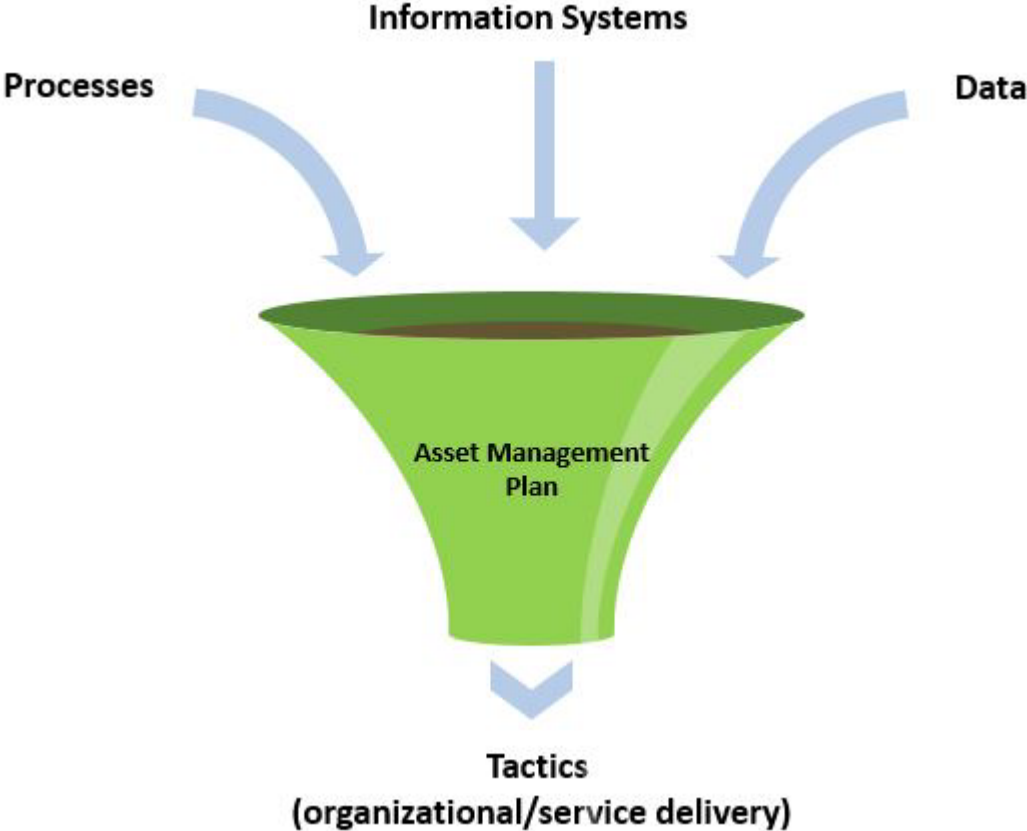 Information Systems
Processes
Data
Asset Management
Plan
Tactics
(organizational/service delivery)